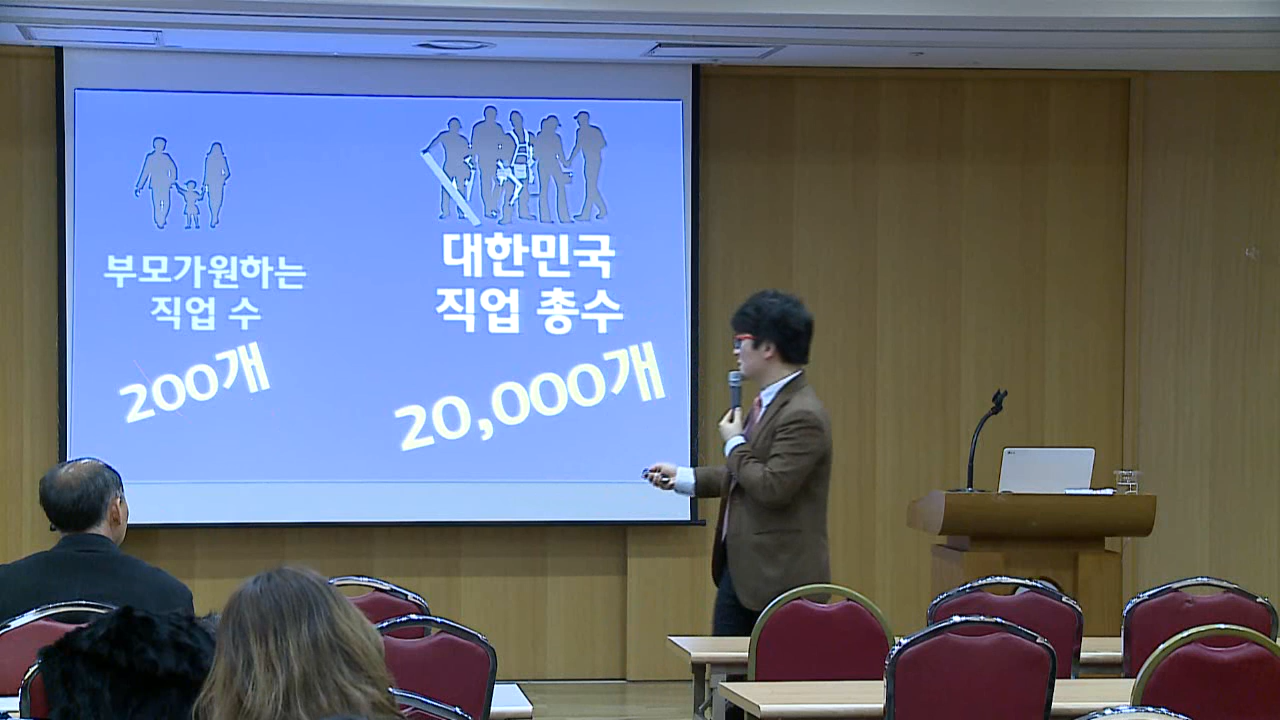 부모가원하는
직업 수
200개
대한민국
직업 총수
20,000개